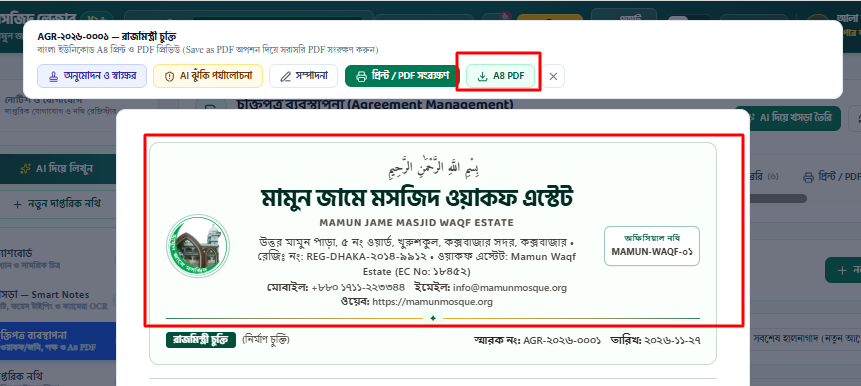 AGR-২০২৬-০০০১ — রাজমিস্ত্রী চুক্তি
বাংলা ইউনিকোড A4 প্রিন্ট ও PDF প্রিভিউ (Save as PDF অপশন দিয়ে সরাসরি PDF সংরক্ষণ করুন)
অনুমোদন ও স্বাক্ষর
AI ঝুঁকি পর্যালোচনা
সম্পাদনা
প্রিন্ট / PDF সংরক্ষণ
A4 PDF
চুক্তিপত্র ব্যবস্থাপনা (Agreement Management)
AI দিয়ে খসড়া তৈরি
AI দিয়ে লিখুন
+ নতুন দাপ্তরিক নথি
بِسْمِ اللَّهِ الرَّحْمَٰنِ الرَّحِيمِ
মামুন জামে মসজিদ ওয়াকফ এস্টেট
MAMUN JAME MASJID WAQF ESTATE
উত্তর মামুন পাড়া, ৫ নং ওয়ার্ড, খুরুশকুল, কক্সবাজার সদর, কক্সবাজার •
রেজিঃ নং: REG-DHAKA-২০১৪-৯৯১২ • ওয়াকফ এস্টেট: Mamun Waqf
Estate (EC No: ১৮৪৫২)
মোবাইল: +৮৮০ ১৭১১-২২৩৩৪৪ ইমেইল: info@mamunmosque.org
ওয়েব: https://mamunmosque.org
মামুন জামে মসজিদ
অফিসিয়াল নথি
MAMUN-WAQF-০১
রাজমিস্ত্রী চুক্তি (নির্মাণ চুক্তি)
স্মারক নং: AGR-২০২৬-০০০১ তারিখ: ২০২৬-১১-২৭
প্রিন্ট / PDF
— Smart Notes
ব্যবস্থাপনা